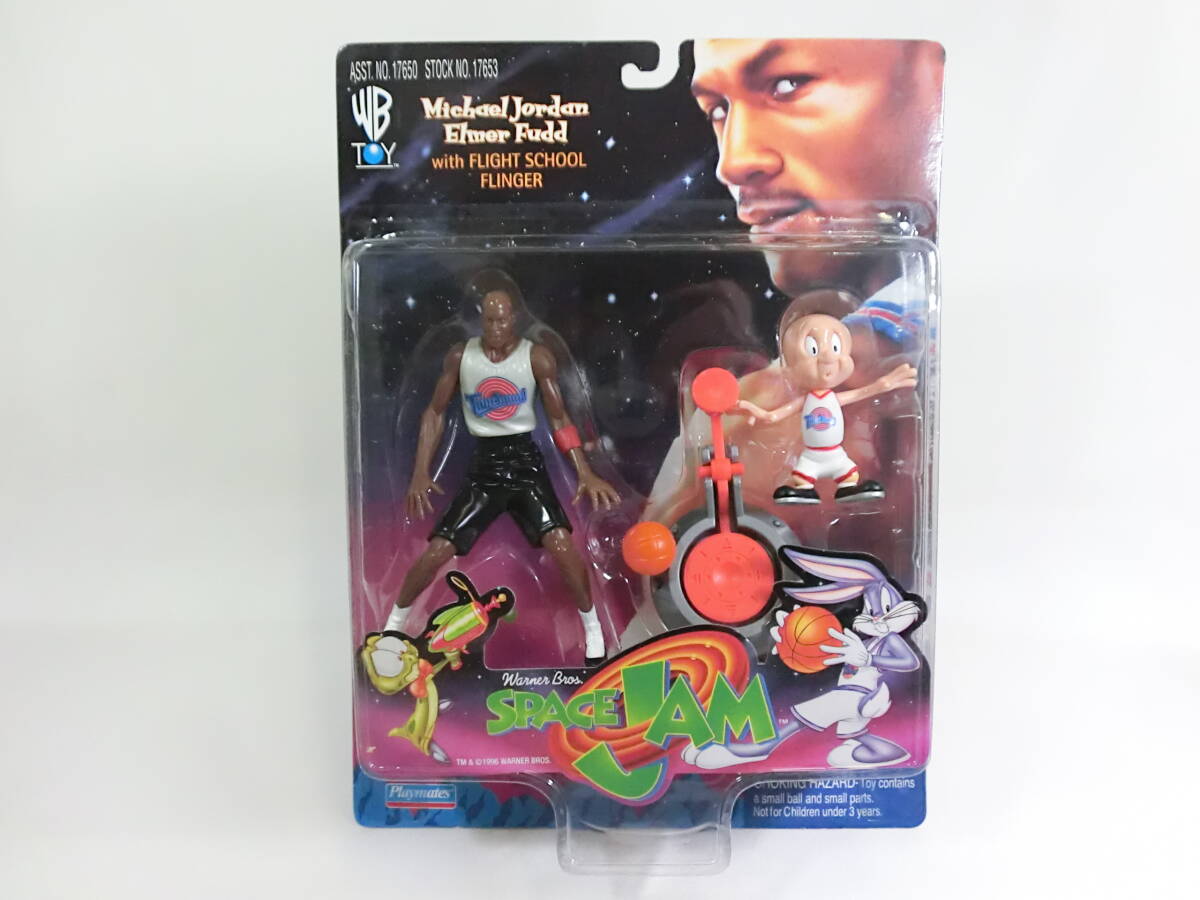 ASST. NO. 17650 STOCK NO. 17653
WB
TOY™
Michael Jordan
Elmer Fudd
with FLIGHT SCHOOL
FLINGER
Tune Squad
Warner Bros.
SPACE JAM™
TM & ©1996 WARNER BROS.
Playmates
CHOKING HAZARD- Toy contains
a small ball and small parts.
Not for Children under 3 years.